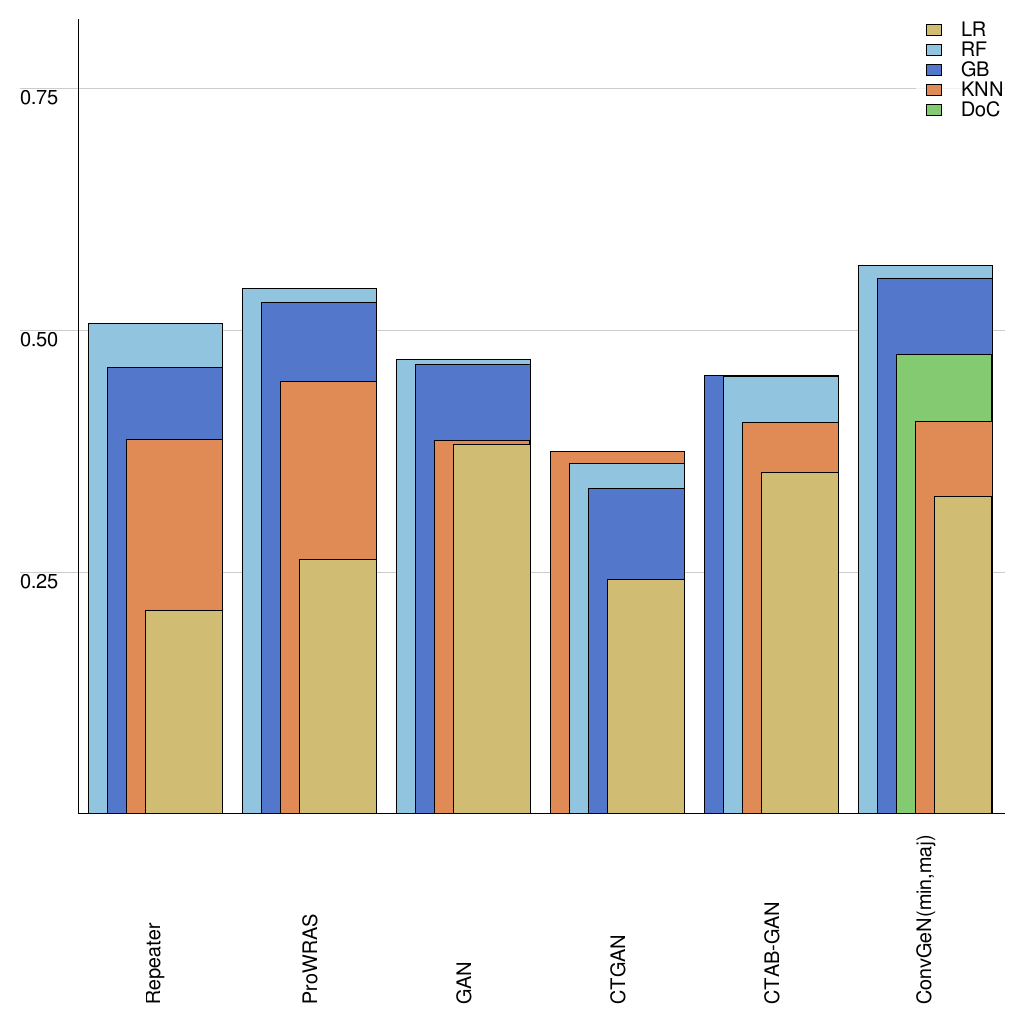 LR
RF
GB
KNN
DoC
0.75
0.50
0.25
Repeater
ProWRAS
GAN
CTGAN
CTAB-GAN
ConvGeN(min,maj)